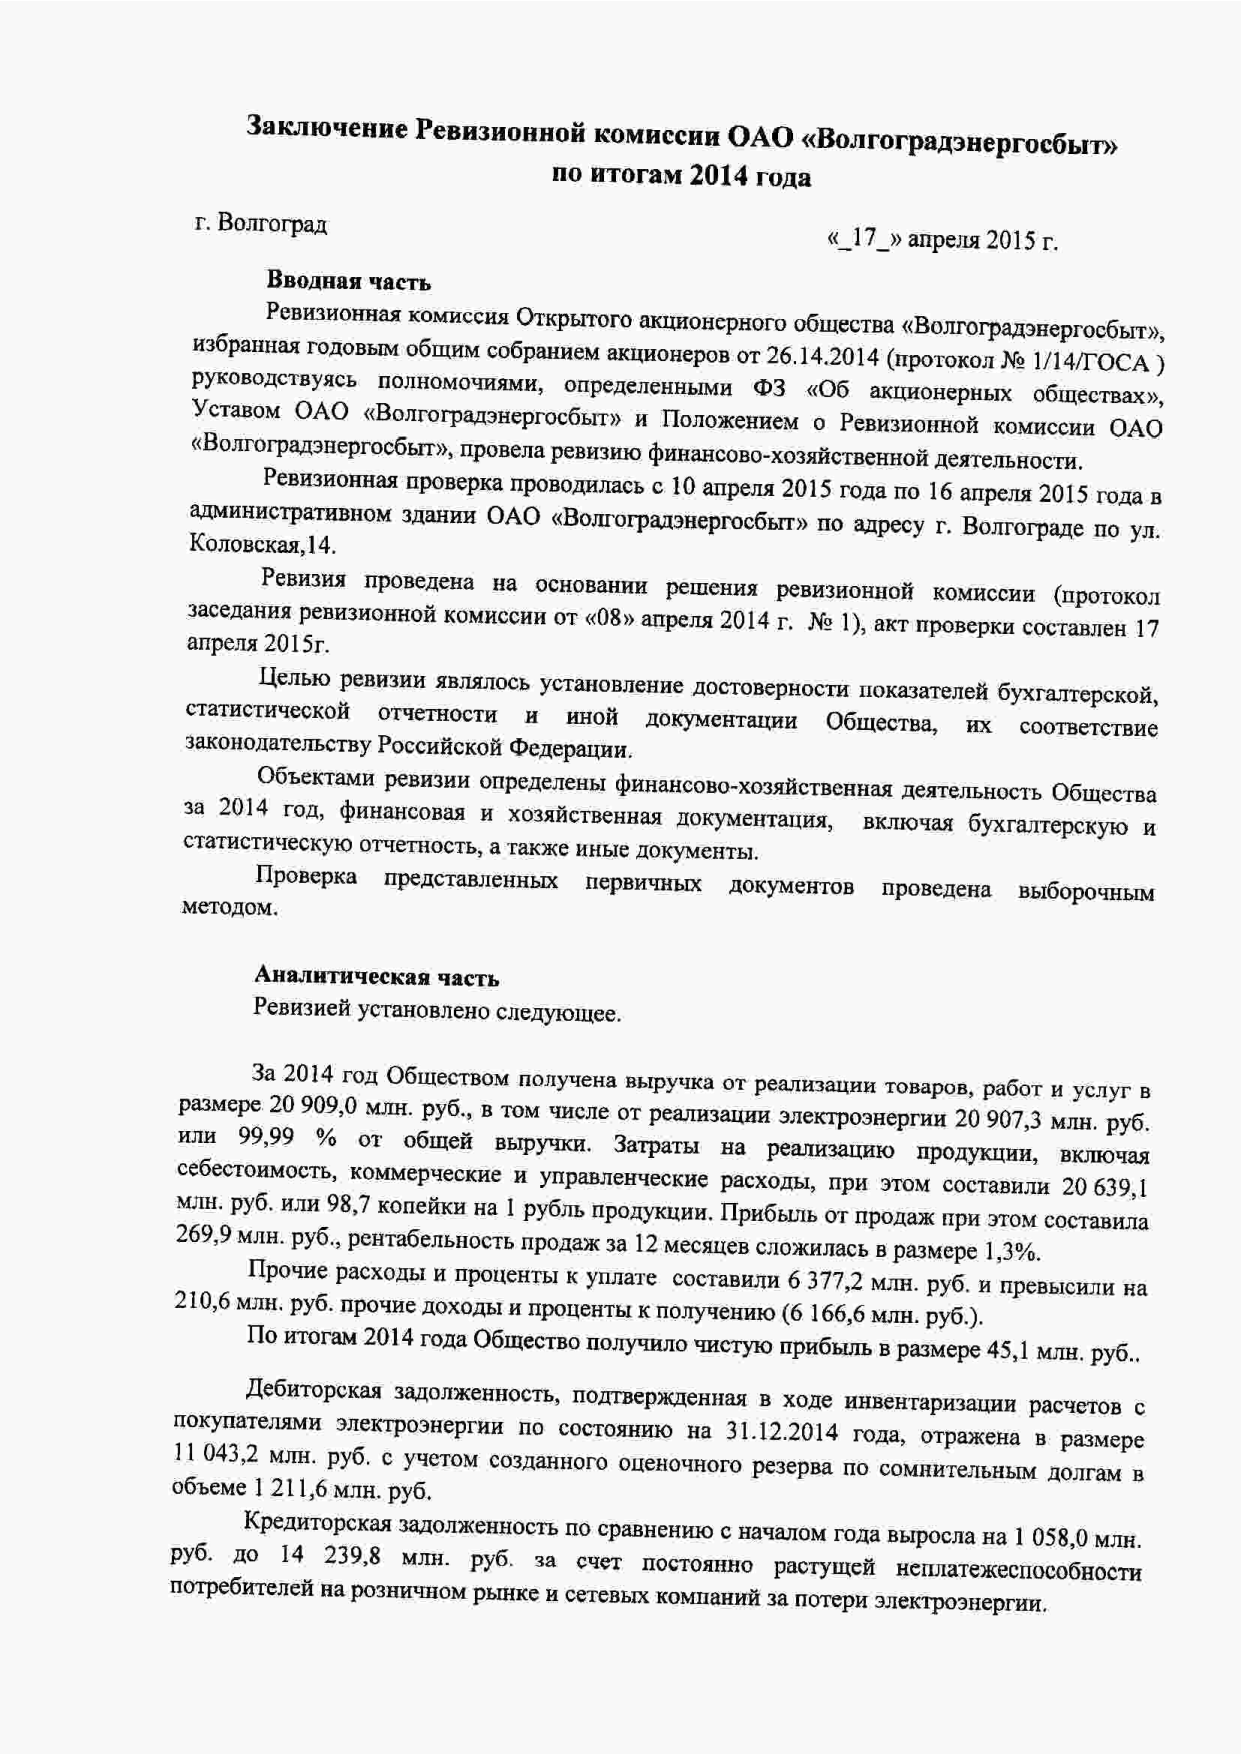 Заключение Ревизионной комиссии ОАО «Волгоградэнергосбыт»
по итогам 2014 года
г. Волгоград
«_17_» апреля 2015 г.
Вводная часть
Ревизионная комиссия Открытого акционерного общества «Волгоградэнергосбыт»,
избранная годовым общим собранием акционеров от 26.14.2014 (протокол № 1/14/ГОСА )
руководствуясь полномочиями, определенными ФЗ «Об акционерных обществах»,
Уставом ОАО «Волгоградэнергосбыт» и Положением о Ревизионной комиссии ОАО
«Волгоградэнергосбыт», провела ревизию финансово-хозяйственной деятельности.
Ревизионная проверка проводилась с 10 апреля 2015 года по 16 апреля 2015 года в
административном здании ОАО «Волгоградэнергосбыт» по адресу г. Волгограде по ул.
Коловская,14.
Ревизия проведена на основании решения ревизионной комиссии (протокол
заседания ревизионной комиссии от «08» апреля 2014 г. № 1), акт проверки составлен 17
апреля 2015г.
Целью ревизии являлось установление достоверности показателей бухгалтерской,
статистической отчетности и иной документации Общества, их соответствие
законодательству Российской Федерации.
Объектами ревизии определены финансово-хозяйственная деятельность Общества
за 2014 год, финансовая и хозяйственная документация, включая бухгалтерскую и
статистическую отчетность, а также иные документы.
Проверка представленных первичных документов проведена выборочным
методом.
Аналитическая часть
Ревизией установлено следующее.
За 2014 год Обществом получена выручка от реализации товаров, работ и услуг в
размере 20 909,0 млн. руб., в том числе от реализации электроэнергии 20 907,3 млн. руб.
или 99,99 % от общей выручки. Затраты на реализацию продукции, включая
себестоимость, коммерческие и управленческие расходы, при этом составили 20 639,1
млн. руб. или 98,7 копейки на 1 рубль продукции. Прибыль от продаж при этом составила
269,9 млн. руб., рентабельность продаж за 12 месяцев сложилась в размере 1,3%.
Прочие расходы и проценты к уплате составили 6 377,2 млн. руб. и превысили на
210,6 млн. руб. прочие доходы и проценты к получению (6 166,6 млн. руб.).
По итогам 2014 года Общество получило чистую прибыль в размере 45,1 млн. руб..
Дебиторская задолженность, подтвержденная в ходе инвентаризации расчетов с
покупателями электроэнергии по состоянию на 31.12.2014 года, отражена в размере
11 043,2 млн. руб. с учетом созданного оценочного резерва по сомнительным долгам в
объеме 1 211,6 млн. руб.
Кредиторская задолженность по сравнению с началом года выросла на 1 058,0 млн.
руб. до 14 239,8 млн. руб. за счет постоянно растущей неплатежеспособности
потребителей на розничном рынке и сетевых компаний за потери электроэнергии.